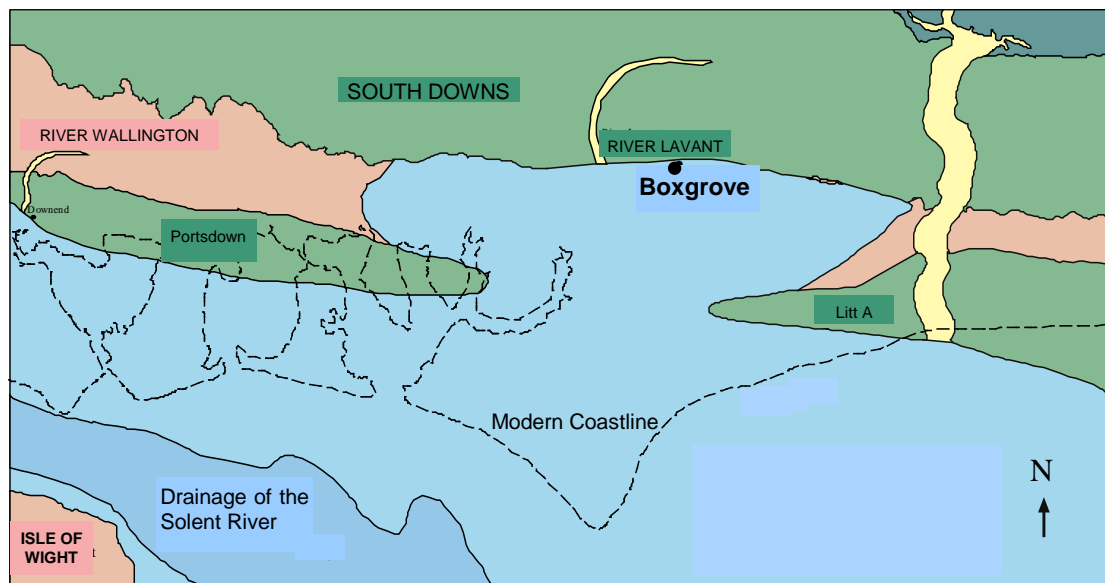 SOUTH DOWNS
RIVER WALLINGTON
RIVER LAVANT
Boxgrove
Downend
Portsdown
Litt A
Modern Coastline
N
Drainage of the
Solent River
ISLE OF
WIGHT